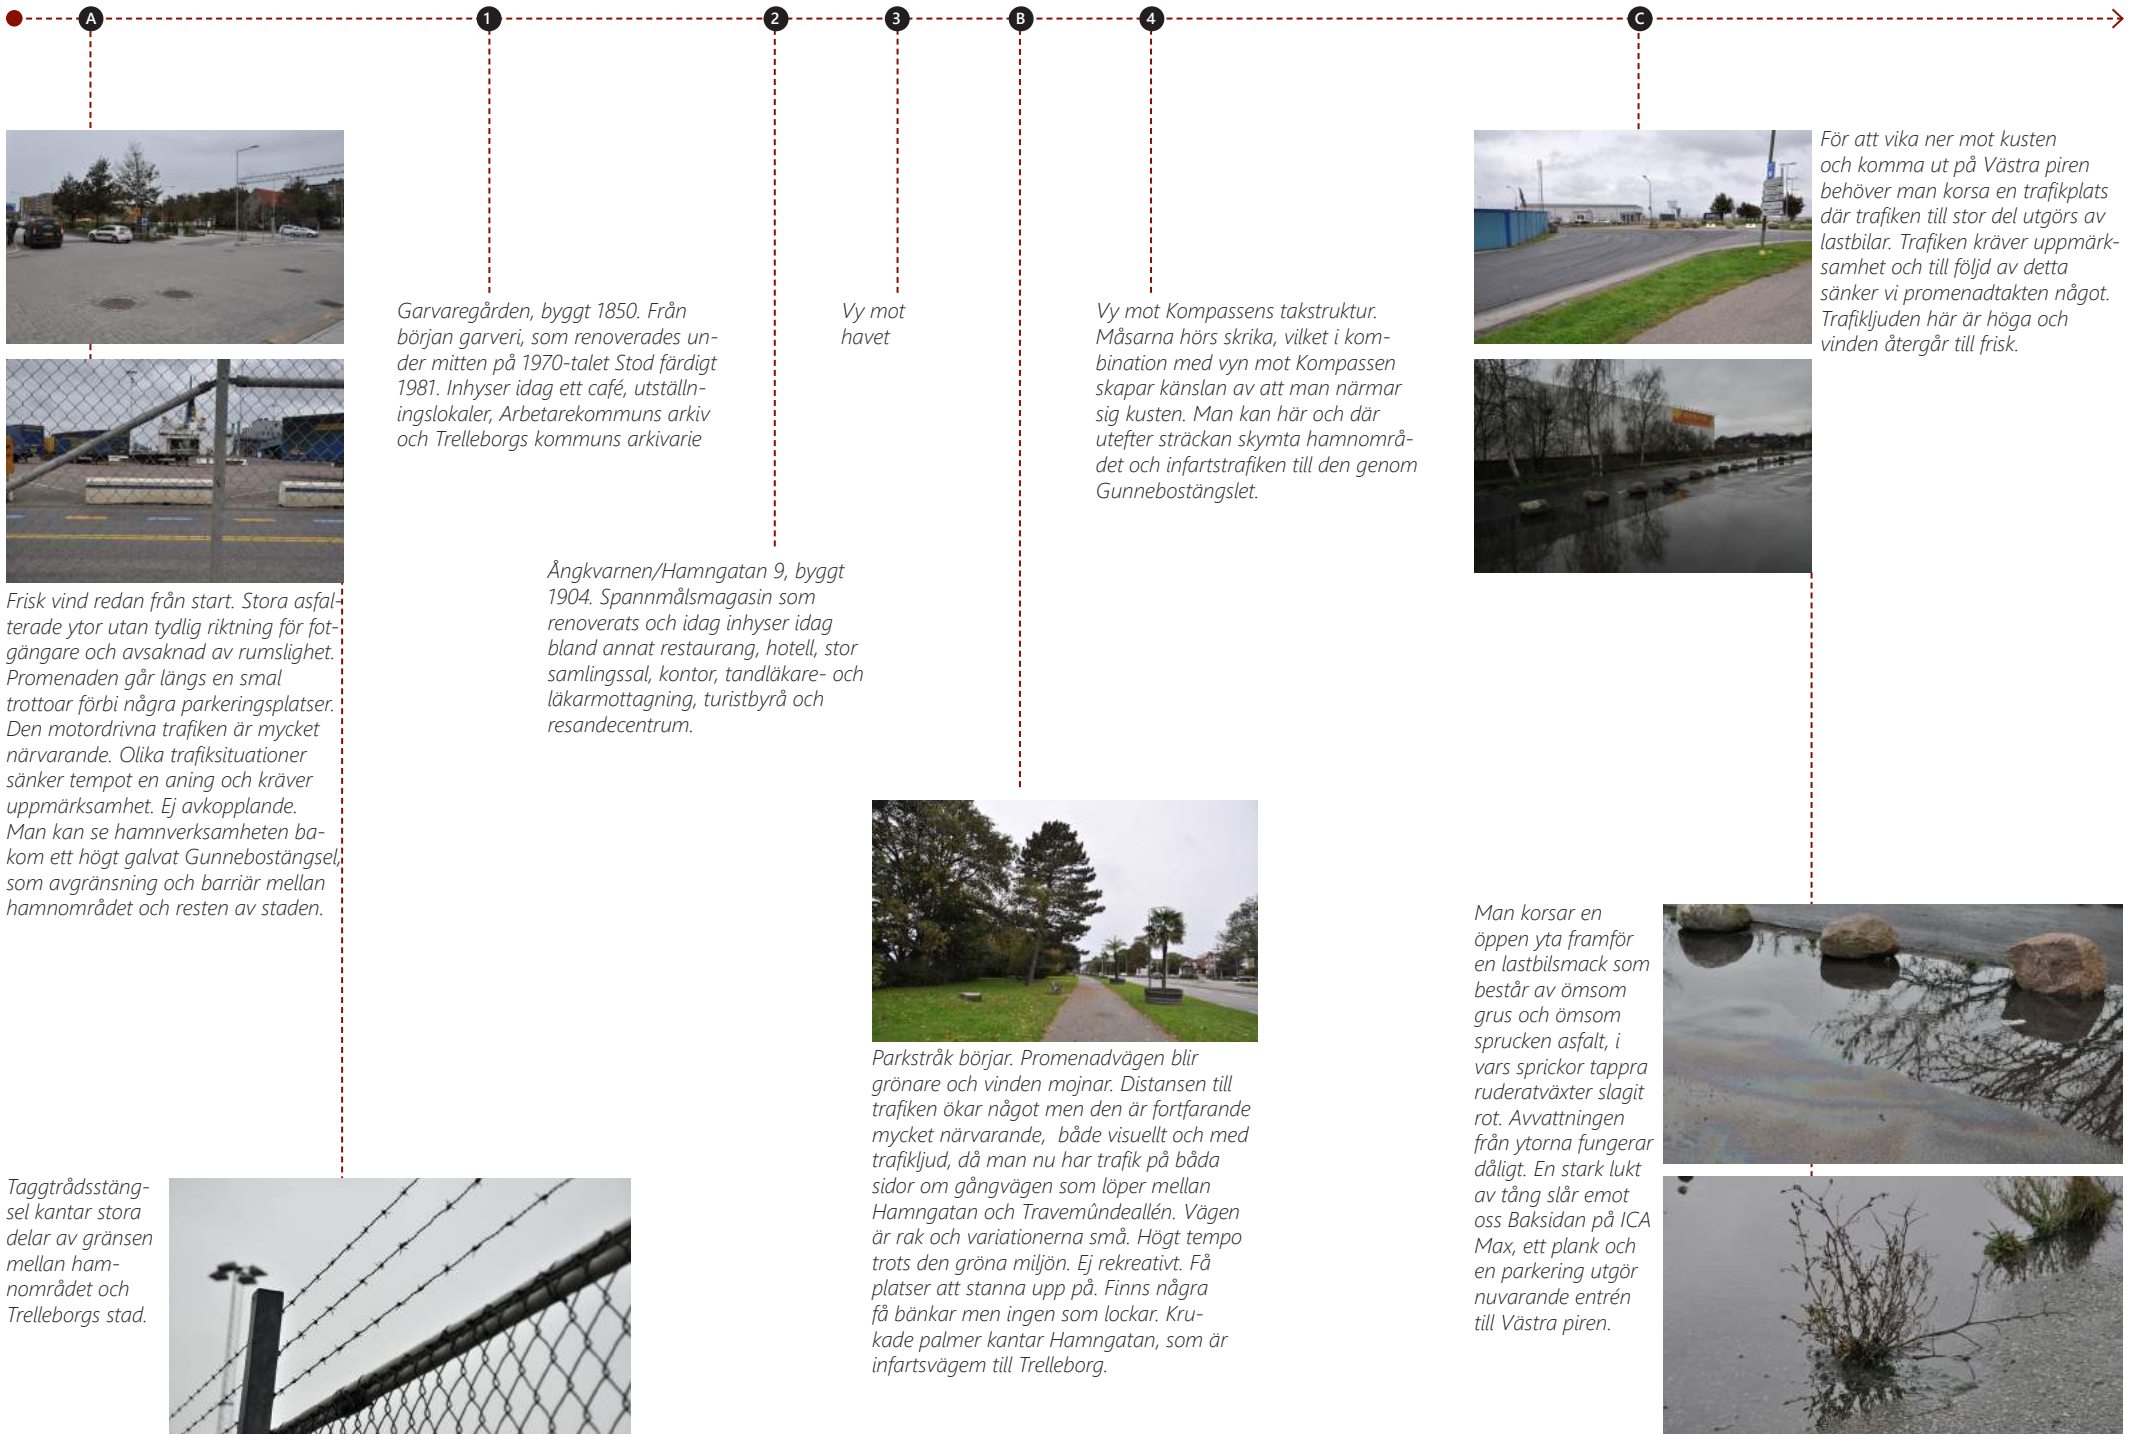 A
1
2
3
B
4
C
Frisk vind redan från start. Stora asfal-
terade ytor utan tydlig riktning för fot-
gängare och avsaknad av rumslighet.
Promenaden går längs en smal
trottoar förbi några parkeringsplatser.
Den motordrivna trafiken är mycket
närvarande. Olika trafiksituationer
sänker tempot en aning och kräver
uppmärksamhet. Ej avkopplande.
Man kan se hamnverksamheten ba-
kom ett högt galvat Gunnebostängsel,
som avgränsning och barriär mellan
hamnområdet och resten av staden.
Taggtrådsstäng-
sel kantar stora
delar av gränsen
mellan ham-
nområdet och
Trelleborgs stad.
Garvaregården, byggt 1850. Från
början garveri, som renoverades un-
der mitten på 1970-talet Stod färdigt
1981. Inhyser idag ett café, utställn-
ingslokaler, Arbetarekommuns arkiv
och Trelleborgs kommuns arkivarie
Ångkvarnen/Hamngatan 9, byggt
1904. Spannmålsmagasin som
renoverats och idag inhyser idag
bland annat restaurang, hotell, stor
samlingssal, kontor, tandläkare- och
läkarmottagning, turistbyrå och
resandecentrum.
Vy mot
havet
Parkstråk börjar. Promenadvägen blir
grönare och vinden mojnar. Distansen till
trafiken ökar något men den är fortfarande
mycket närvarande,  både visuellt och med
trafikljud, då man nu har trafik på båda
sidor om gångvägen som löper mellan
Hamngatan och Travemûndeallén. Vägen
är rak och variationerna små. Högt tempo
trots den gröna miljön. Ej rekreativt. Få
platser att stanna upp på. Finns några
få bänkar men ingen som lockar. Kru-
kade palmer kantar Hamngatan, som är
infartsvägem till Trelleborg.
Vy mot Kompassens takstruktur.
Måsarna hörs skrika, vilket i kom-
bination med vyn mot Kompassen
skapar känslan av att man närmar
sig kusten. Man kan här och där
utefter sträckan skymta hamnområ-
det och infartstrafiken till den genom
Gunnebostängslet.
För att vika ner mot kusten
och komma ut på Västra piren
behöver man korsa en trafikplats
där trafiken till stor del utgörs av
lastbilar. Trafiken kräver uppmärk-
samhet och till följd av detta
sänker vi promenadtakten något.
Trafikljuden här är höga och
vinden återgår till frisk.
Man korsar en
öppen yta framför
en lastbilsmack som
består av ömsom
grus och ömsom
sprucken asfalt, i
vars sprickor tappra
ruderatväxter slagit
rot. Avvattningen
från ytorna fungerar
dåligt. En stark lukt
av tång slår emot
oss Baksidan på ICA
Max, ett plank och
en parkering utgör
nuvarande entrén
till Västra piren.